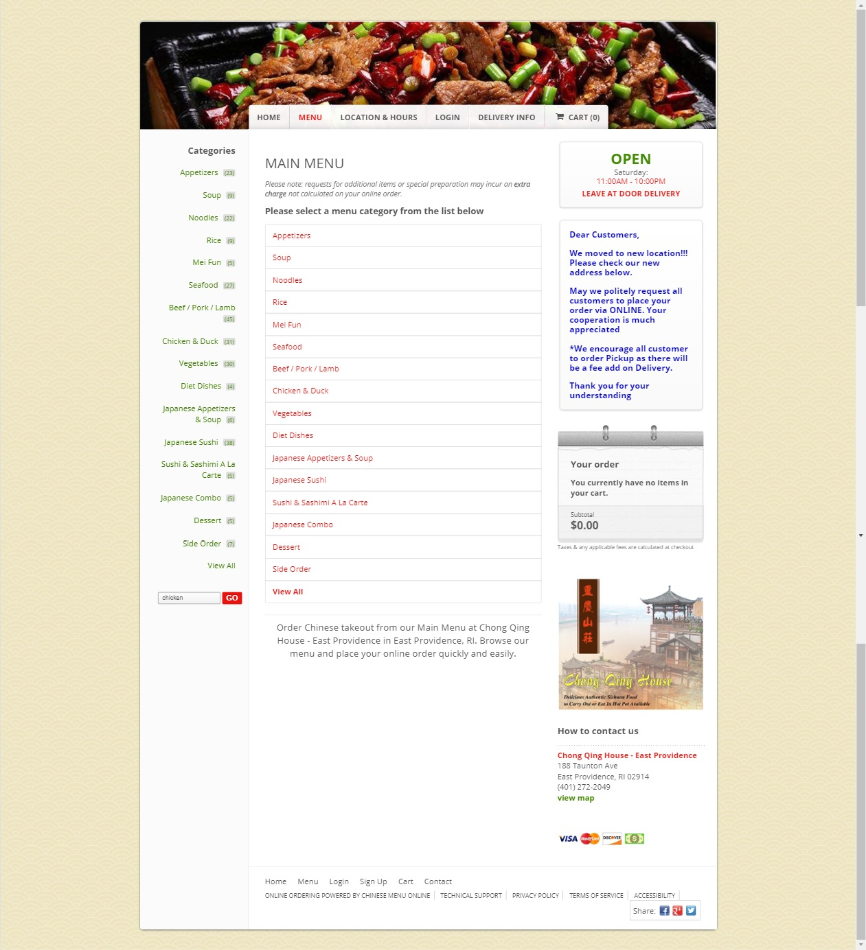 HOME
MENU
LOCATION & HOURS
LOGIN
DELIVERY INFO
CART (0)
Categories
Appetizers (23)
Soup (9)
Noodles (22)
Rice (9)
Mei Fun (5)
Seafood (27)
Beef / Pork / Lamb
(45)
Chicken & Duck (31)
Vegetables (30)
Diet Dishes (4)
Japanese Appetizers
& Soup (8)
Japanese Sushi (38)
Sushi & Sashimi A La
Carte (5)
Japanese Combo (5)
Dessert (5)
Side Order (7)
View All
chicken
GO
MAIN MENU
Please note: requests for additional items or special preparation may incur an extra
charge not calculated on your online order.
Please select a menu category from the list below
Appetizers
Soup
Noodles
Rice
Mei Fun
Seafood
Beef / Pork / Lamb
Chicken & Duck
Vegetables
Diet Dishes
Japanese Appetizers & Soup
Japanese Sushi
Sushi & Sashimi A La Carte
Japanese Combo
Dessert
Side Order
View All
Order Chinese takeout from our Main Menu at Chong Qing
House - East Providence in East Providence, RI. Browse our
menu and place your online order quickly and easily.
OPEN
Saturday:
11:00AM - 10:00PM
LEAVE AT DOOR DELIVERY
Dear Customers,
We moved to new location!!!
Please check our new
address below.
May we politely request all
customers to place your
order via ONLINE. Your
cooperation is much
appreciated
*We encourage all customer
to order Pickup as there will
be a fee add on Delivery.
Thank you for your
understanding
Your order
You currently have no items in
your cart.
Subtotal
$0.00
Taxes & any applicable fees are calculated at checkout
重慶山莊
Chong Qing House
Delicious Authentic Sichuan Food
to Carry Out or Eat In Hot Pot Available
How to contact us
Chong Qing House - East Providence
188 Taunton Ave
East Providence, RI 02914
(401) 272-2049
view map
VISA MasterCard DISCOVER
Home Menu Login Sign Up Cart Contact
ONLINE ORDERING POWERED BY CHINESE MENU ONLINE TECHNICAL SUPPORT PRIVACY POLICY TERMS OF SERVICE ACCESSIBILITY
Share: